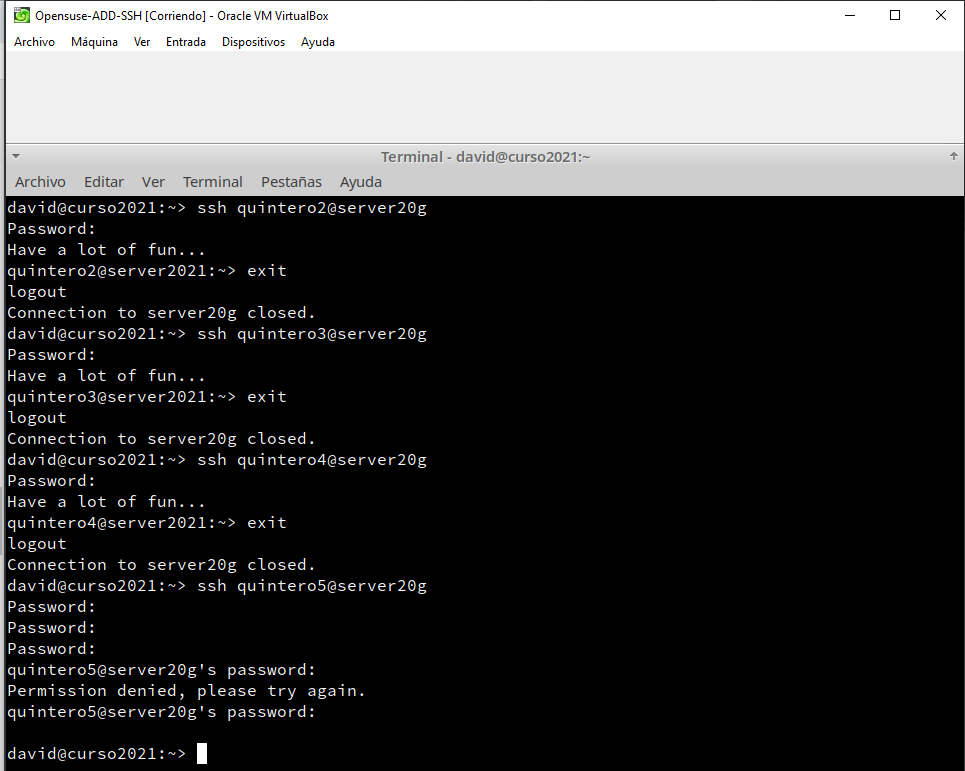 Opensuse-ADD-SSH [Corriendo] - Oracle VM VirtualBox
Archivo Máquina Ver Entrada Dispositivos Ayuda
Terminal - david@curso2021:~
Archivo Editar Ver Terminal Pestañas Ayuda
david@curso2021:~> ssh quintero2@server20g
Password:
Have a lot of fun...
quintero2@server2021:~> exit
logout
Connection to server20g closed.
david@curso2021:~> ssh quintero3@server20g
Password:
Have a lot of fun...
quintero3@server2021:~> exit
logout
Connection to server20g closed.
david@curso2021:~> ssh quintero4@server20g
Password:
Have a lot of fun...
quintero4@server2021:~> exit
logout
Connection to server20g closed.
david@curso2021:~> ssh quintero5@server20g
Password:
Password:
Password:
quintero5@server20g's password:
Permission denied, please try again.
quintero5@server20g's password:
david@curso2021:~>